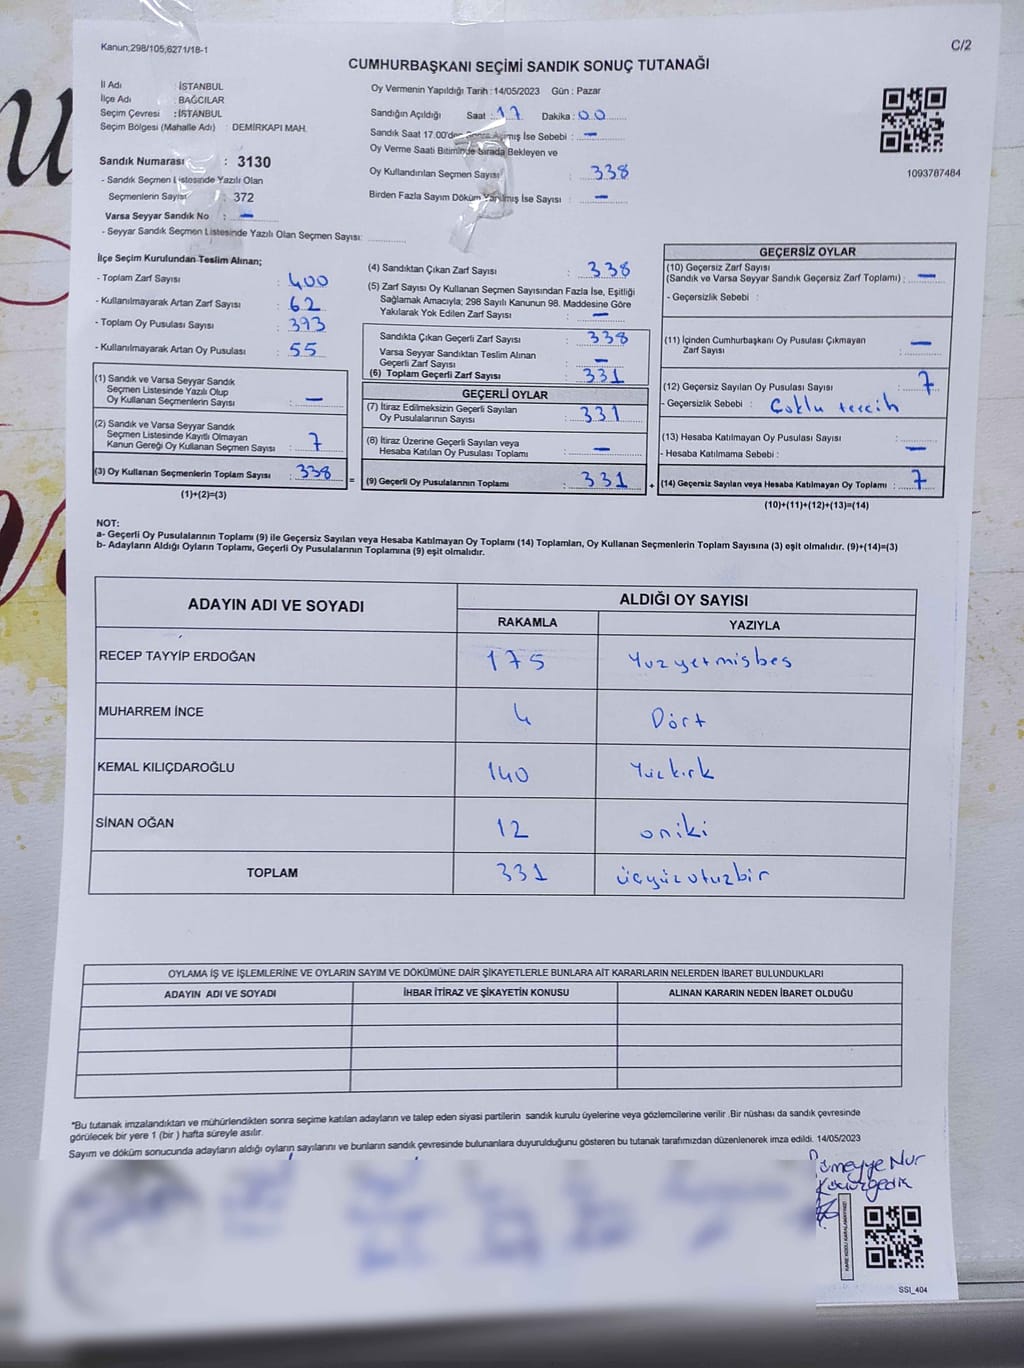 Kanun;298/105,6271/18-1
C/2
CUMHURBAŞKANI SEÇİMİ SANDIK SONUÇ TUTANAĞI
İl Adı : İSTANBUL
İlçe Adı : BAĞCILAR
Seçim Çevresi : İSTANBUL
Seçim Bölgesi (Mahalle Adı) : DEMİRKAPI MAH.
Sandık Numarası : 3130
- Sandık Seçmen Listesinde Yazılı Olan
Seçmenlerin Sayısı : 372
Varsa Seyyar Sandık No : —
- Seyyar Sandık Seçmen Listesinde Yazılı Olan Seçmen Sayısı:
Oy Vermenin Yapıldığı Tarih : 14/05/2023 Gün : Pazar
Sandığın Açıldığı Saat : 17 Dakika : 00
Sandık Saat 17.00'den Sonra Açılmış İse Sebebi : —
Oy Verme Saati Bitiminde Sırada Bekleyen ve
Oy Kullandırılan Seçmen Sayısı : 338
Birden Fazla Sayım Döküm Yapılmış İse Sayısı : —
1093787484
İlçe Seçim Kurulundan Teslim Alınan;
- Toplam Zarf Sayısı : 400
- Kullanılmayarak Artan Zarf Sayısı : 62
- Toplam Oy Pusulası Sayısı : 393
- Kullanılmayarak Artan Oy Pusulası : 55
(1) Sandık ve Varsa Seyyar Sandık
Seçmen Listesinde Yazılı Olup
Oy Kullanan Seçmenlerin Sayısı : —
(2) Sandık ve Varsa Seyyar Sandık
Seçmen Listesinde Kayıtlı Olmayan
Kanun Gereği Oy Kullanan Seçmen Sayısı : 7
(3) Oy Kullanan Seçmenlerin Toplam Sayısı : 338
(1)+(2)=(3)
(4) Sandıktan Çıkan Zarf Sayısı : 338
(5) Zarf Sayısı Oy Kullanan Seçmen Sayısından Fazla İse, Eşitliği
Sağlamak Amacıyla; 298 Sayılı Kanunun 98. Maddesine Göre
Yakılarak Yok Edilen Zarf Sayısı : —
Sandıkta Çıkan Geçerli Zarf Sayısı : 338
Varsa Seyyar Sandıktan Teslim Alınan
Geçerli Zarf Sayısı : —
(6) Toplam Geçerli Zarf Sayısı : 331
GEÇERLİ OYLAR
(7) İtiraz Edilmeksizin Geçerli Sayılan
Oy Pusulalarının Sayısı : 331
(8) İtiraz Üzerine Geçerli Sayılan veya
Hesaba Katılan Oy Pusulası Toplamı : —
= (9) Geçerli Oy Pusulalarının Toplamı : 331
GEÇERSİZ OYLAR
(10) Geçersiz Zarf Sayısı
(Sandık ve Varsa Seyyar Sandık Geçersiz Zarf Toplamı) : —
- Geçersizlik Sebebi :
(11) İçinden Cumhurbaşkanı Oy Pusulası Çıkmayan
Zarf Sayısı : —
(12) Geçersiz Sayılan Oy Pusulası Sayısı : 7
- Geçersizlik Sebebi : Çoklu tercih
(13) Hesaba Katılmayan Oy Pusulası Sayısı :
- Hesaba Katılmama Sebebi : —
+ (14) Geçersiz Sayılan veya Hesaba Katılmayan Oy Toplamı : 7
(10)+(11)+(12)+(13)=(14)
NOT:
a- Geçerli Oy Pusulalarının Toplamı (9) ile Geçersiz Sayılan veya Hesaba Katılmayan Oy Toplamı (14) Toplamları, Oy Kullanan Seçmenlerin Toplam Sayısına (3) eşit olmalıdır. (9)+(14)=(3)
b- Adayların Aldığı Oyların Toplamı, Geçerli Oy Pusulalarının Toplamına (9) eşit olmalıdır.
ADAYIN ADI VE SOYADI ALDIĞI OY SAYISI
RAKAMLA YAZIYLA
RECEP TAYYİP ERDOĞAN 175 Yüzyetmişbeş
MUHARREM İNCE 4 Dört
KEMAL KILIÇDAROĞLU 140 Yüzkırk
SİNAN OĞAN 12 oniki
TOPLAM 331 üçyüzotuzbir
OYLAMA İŞ VE İŞLEMLERİNE VE OYLARIN SAYIM VE DÖKÜMÜNE DAİR ŞİKAYETLERLE BUNLARA AİT KARARLARIN NELERDEN İBARET BULUNDUKLARI
ADAYIN ADI VE SOYADI İHBAR İTİRAZ VE ŞİKAYETİN KONUSU ALINAN KARARIN NEDEN İBARET OLDUĞU
*Bu tutanak imzalandıktan ve mühürlendikten sonra seçime katılan adayların ve talep eden siyasi partilerin sandık kurulu üyelerine veya gözlemcilerine verilir .Bir nüshası da sandık çevresinde
görülecek bir yere 1 (bir ) hafta süreyle asılır.
Sayım ve döküm sonucunda adayların aldığı oyların sayılarını ve bunların sandık çevresinde bulunanlara duyurulduğunu gösteren bu tutanak tarafımızdan düzenlenerek imza edildi. 14/05/2023
KARE KODU KARALAMAYINIZ!
SSI_404